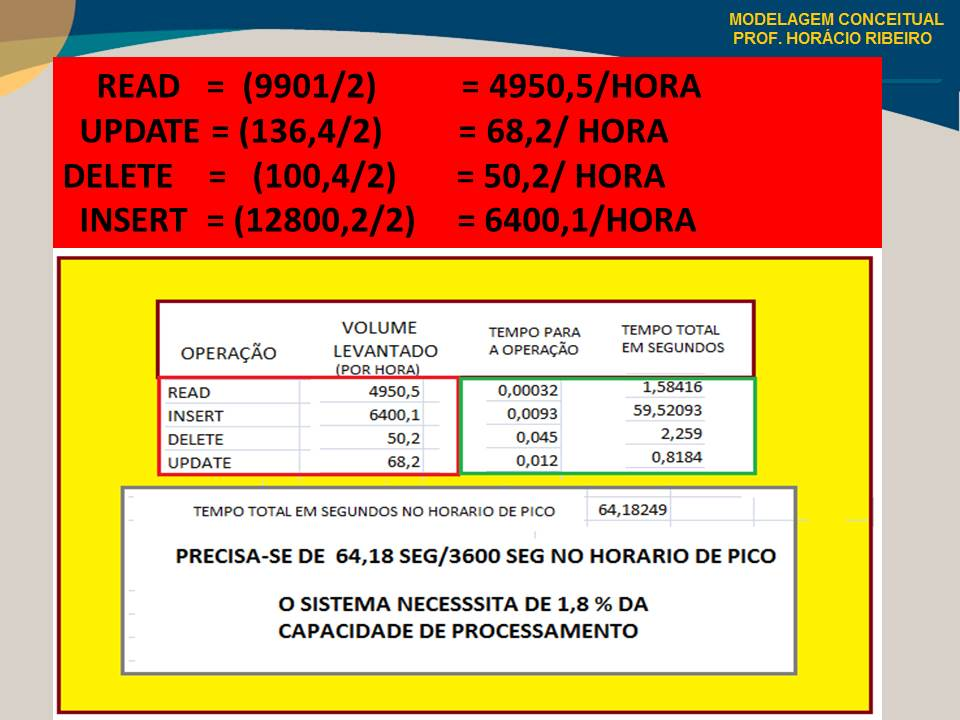 MODELAGEM CONCEITUAL
PROF. HORÁCIO RIBEIRO
READ = (9901/2) = 4950,5/HORA
UPDATE = (136,4/2) = 68,2/ HORA
DELETE = (100,4/2) = 50,2/ HORA
INSERT = (12800,2/2) = 6400,1/HORA
OPERAÇÃO VOLUME LEVANTADO (POR HORA) TEMPO PARA A OPERAÇÃO TEMPO TOTAL EM SEGUNDOS
READ 4950,5 0,00032 1,58416
INSERT 6400,1 0,0093 59,52093
DELETE 50,2 0,045 2,259
UPDATE 68,2 0,012 0,8184
TEMPO TOTAL EM SEGUNDOS NO HORARIO DE PICO 64,18249
PRECISA-SE DE 64,18 SEG/3600 SEG NO HORARIO DE PICO
O SISTEMA NECESSSITA DE 1,8 % DA
CAPACIDADE DE PROCESSAMENTO